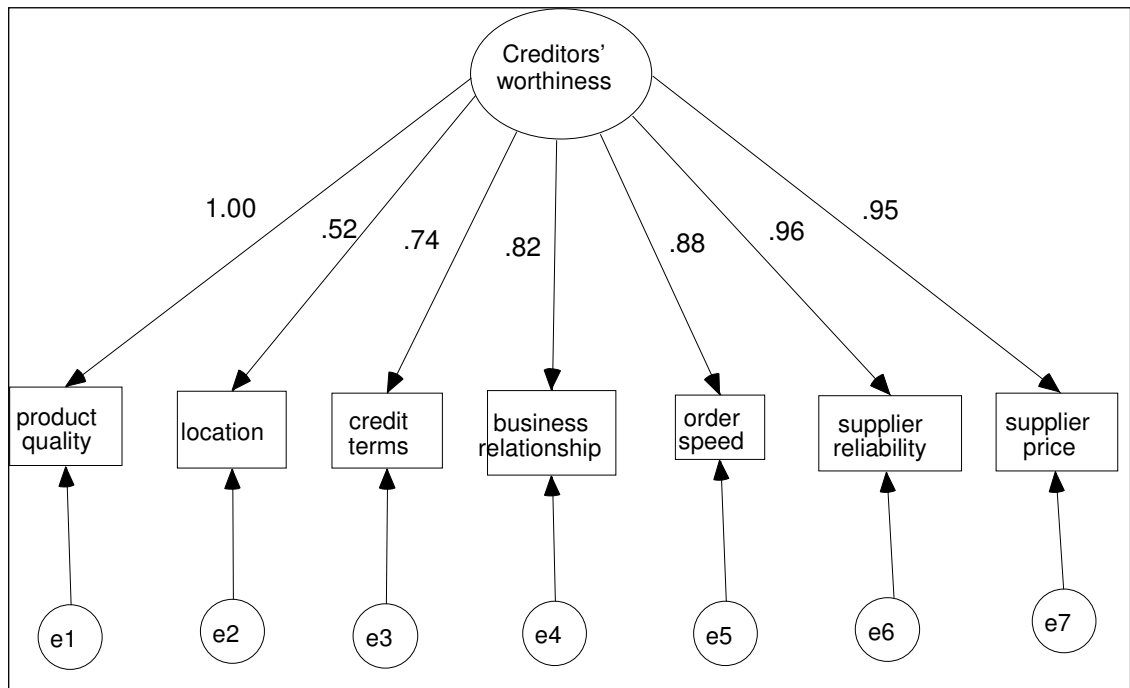 Creditors'
worthiness
1.00
.52
.74
.82
.88
.96
.95
product
quality
location
credit
terms
business
relationship
order
speed
supplier
reliability
supplier
price
e1
e2
e3
e4
e5
e6
e7